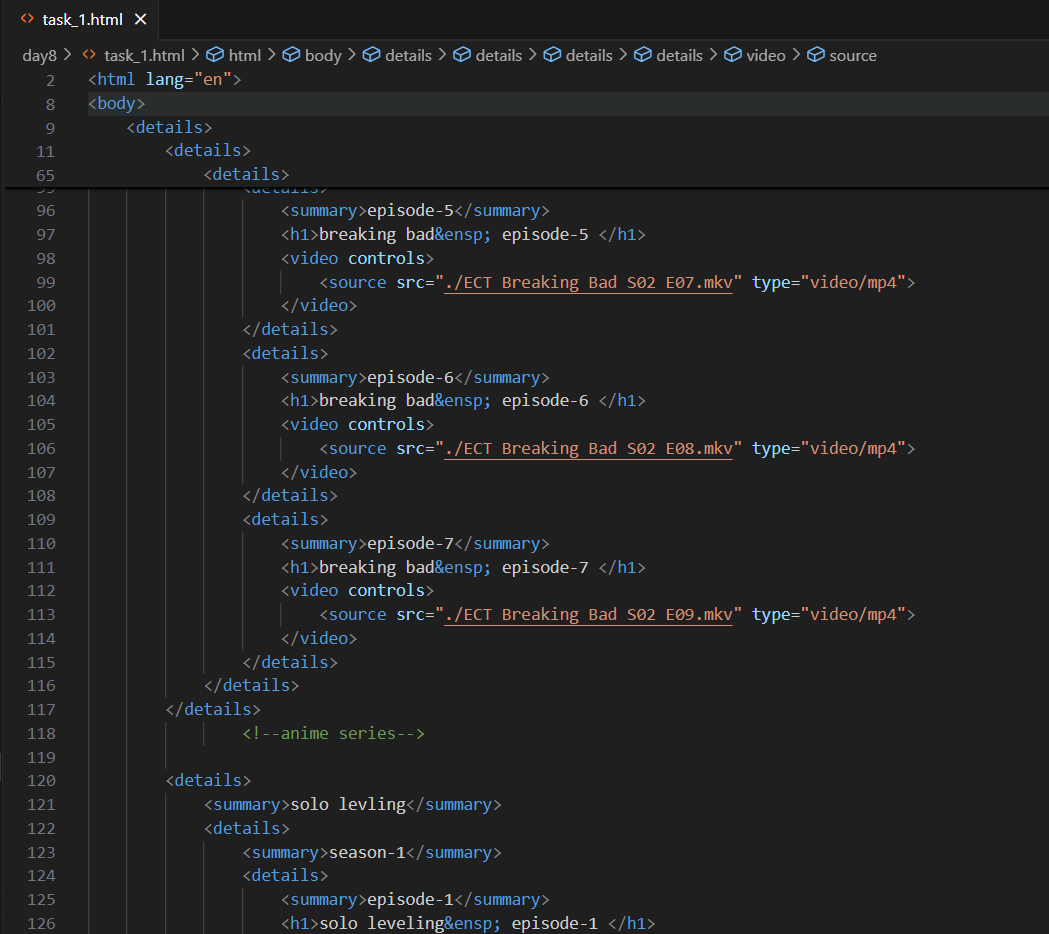 task_1.html
day8 > task_1.html > html > body > details > details > details > details > video > source
2 <html lang="en">
8 <body>
9 <details>
11 <details>
65 <details>
95 <details>
96 <summary>episode-5</summary>
97 <h1>breaking bad&ensp; episode-5 </h1>
98 <video controls>
99 <source src="./ECT Breaking Bad S02 E07.mkv" type="video/mp4">
100 </video>
101 </details>
102 <details>
103 <summary>episode-6</summary>
104 <h1>breaking bad&ensp; episode-6 </h1>
105 <video controls>
106 <source src="./ECT Breaking Bad S02 E08.mkv" type="video/mp4">
107 </video>
108 </details>
109 <details>
110 <summary>episode-7</summary>
111 <h1>breaking bad&ensp; episode-7 </h1>
112 <video controls>
113 <source src="./ECT Breaking Bad S02 E09.mkv" type="video/mp4">
114 </video>
115 </details>
116 </details>
117 </details>
118 <!--anime series-->
119
120 <details>
121 <summary>solo levling</summary>
122 <details>
123 <summary>season-1</summary>
124 <details>
125 <summary>episode-1</summary>
126 <h1>solo leveling&ensp; episode-1 </h1>